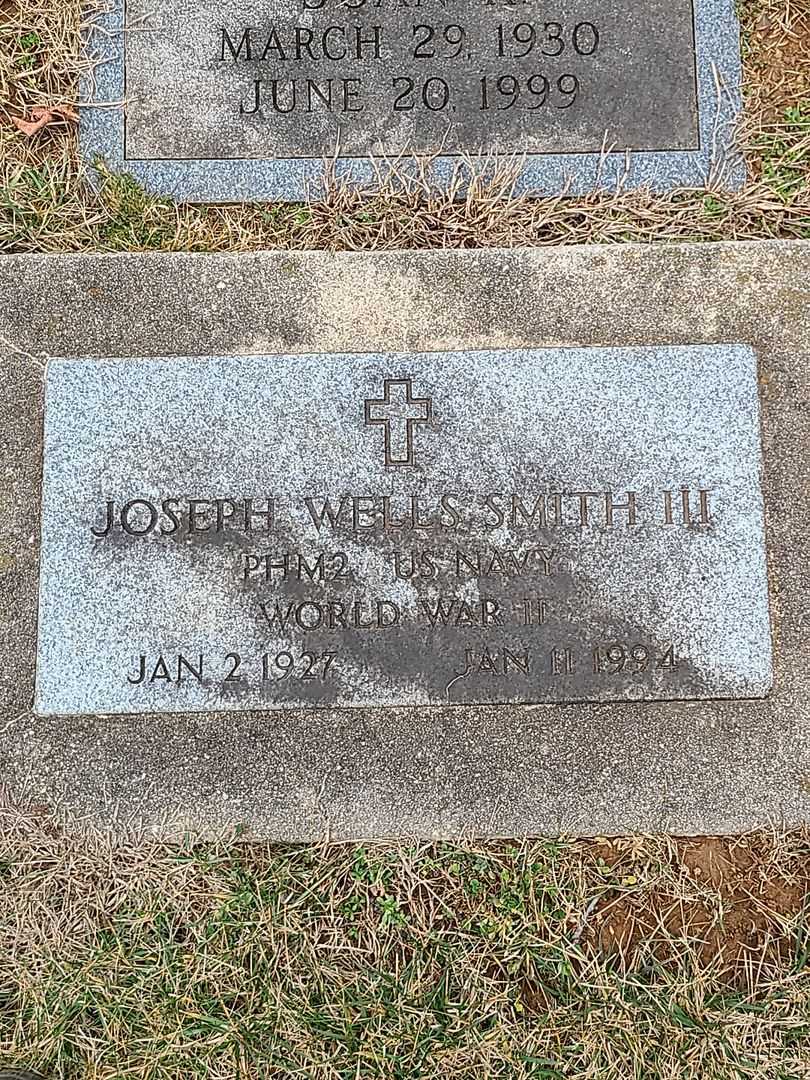 MARCH 29, 1930
JUNE 20, 1999
JOSEPH WELLS SMITH III
PHM2 US NAVY
WORLD WAR II
JAN 2 1927 JAN 11 1994